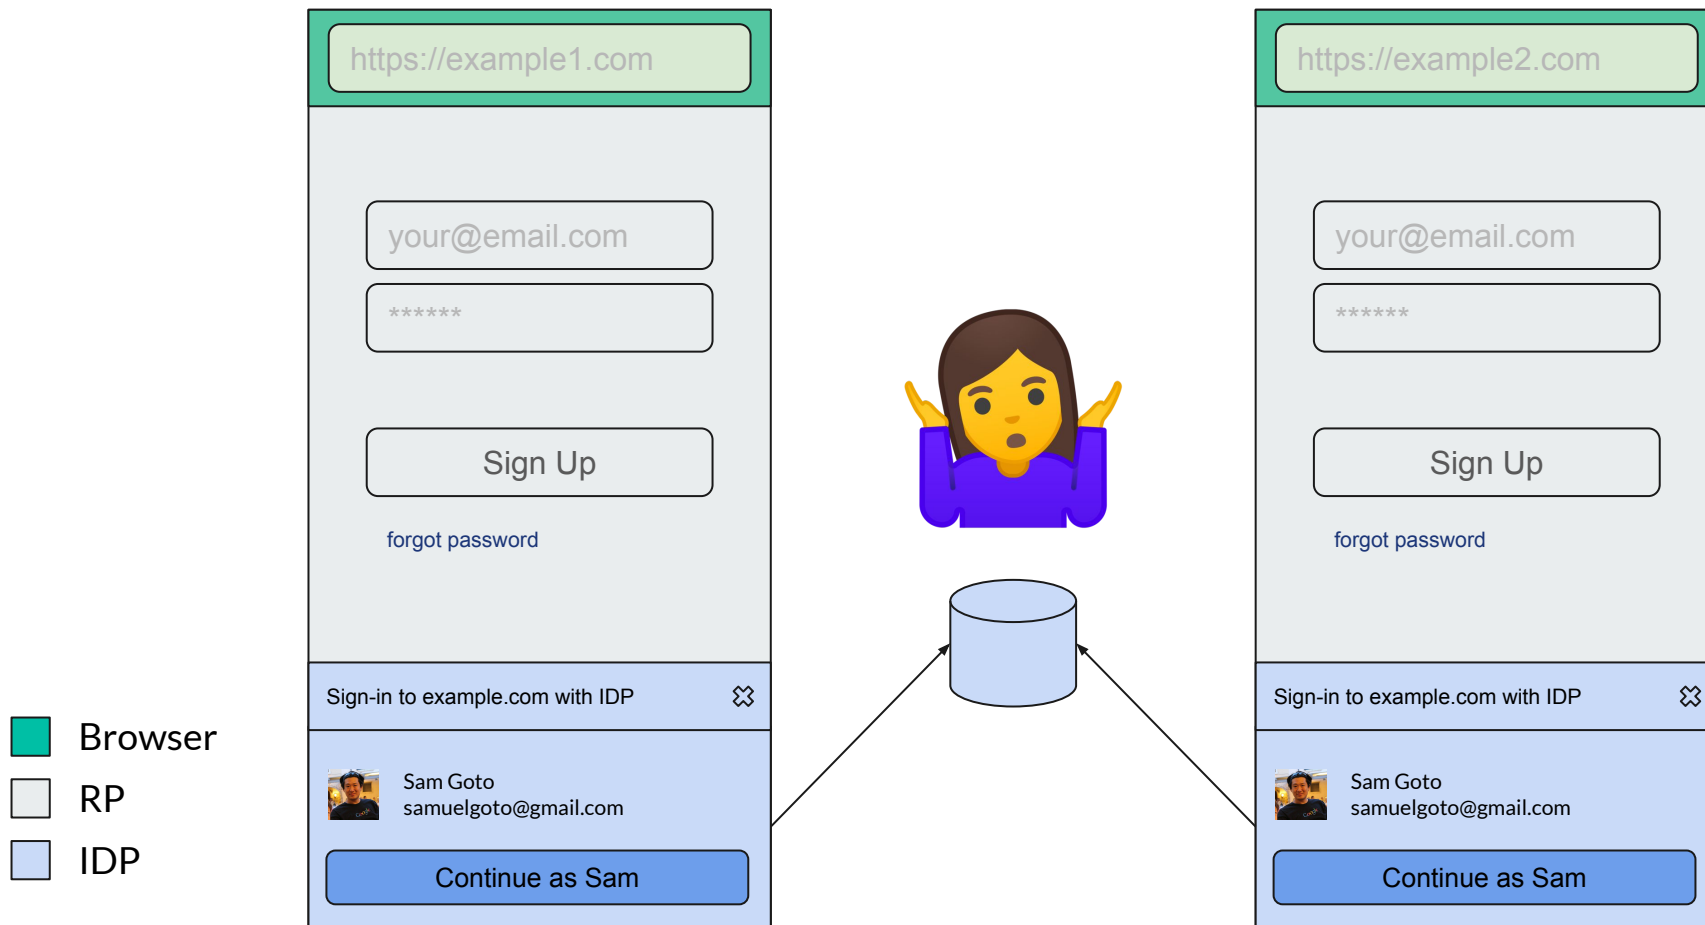 https://example1.com
your@email.com
******
Sign Up
forgot password
Sign-in to example.com with IDP
Sam Goto
samuelgoto@gmail.com
Continue as Sam
https://example2.com
your@email.com
******
Sign Up
forgot password
Sign-in to example.com with IDP
Sam Goto
samuelgoto@gmail.com
Continue as Sam
Browser
RP
IDP